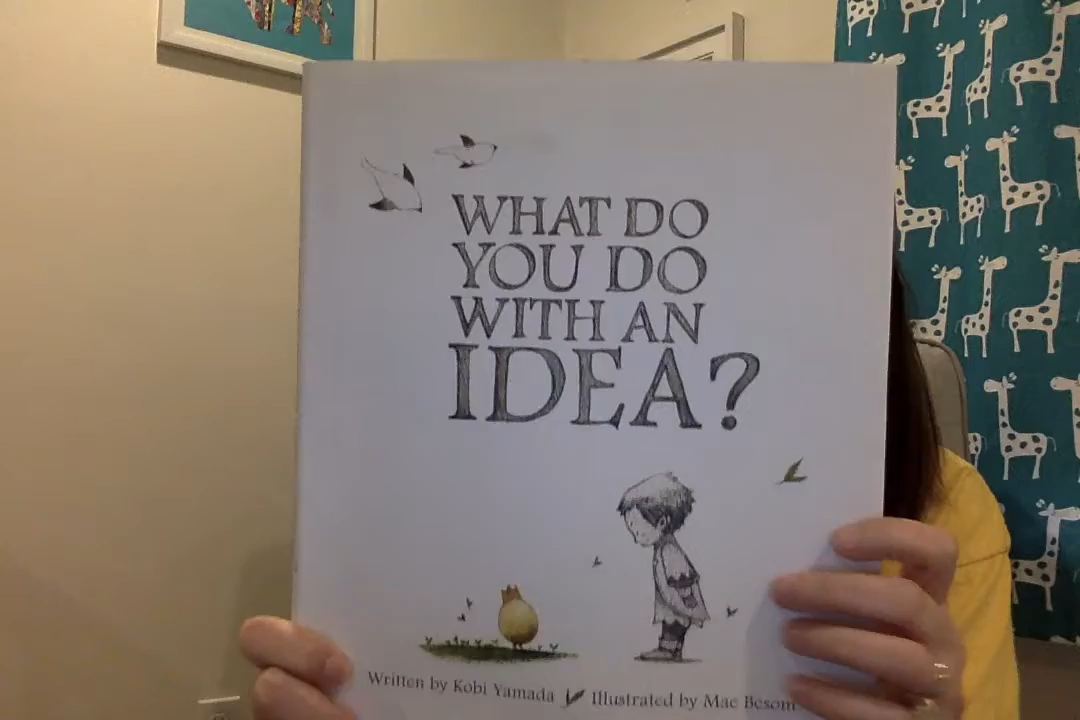 WHAT DO
YOU DO
WITH AN
IDEA?
Written by Kobi Yamada Illustrated by Mae Besom